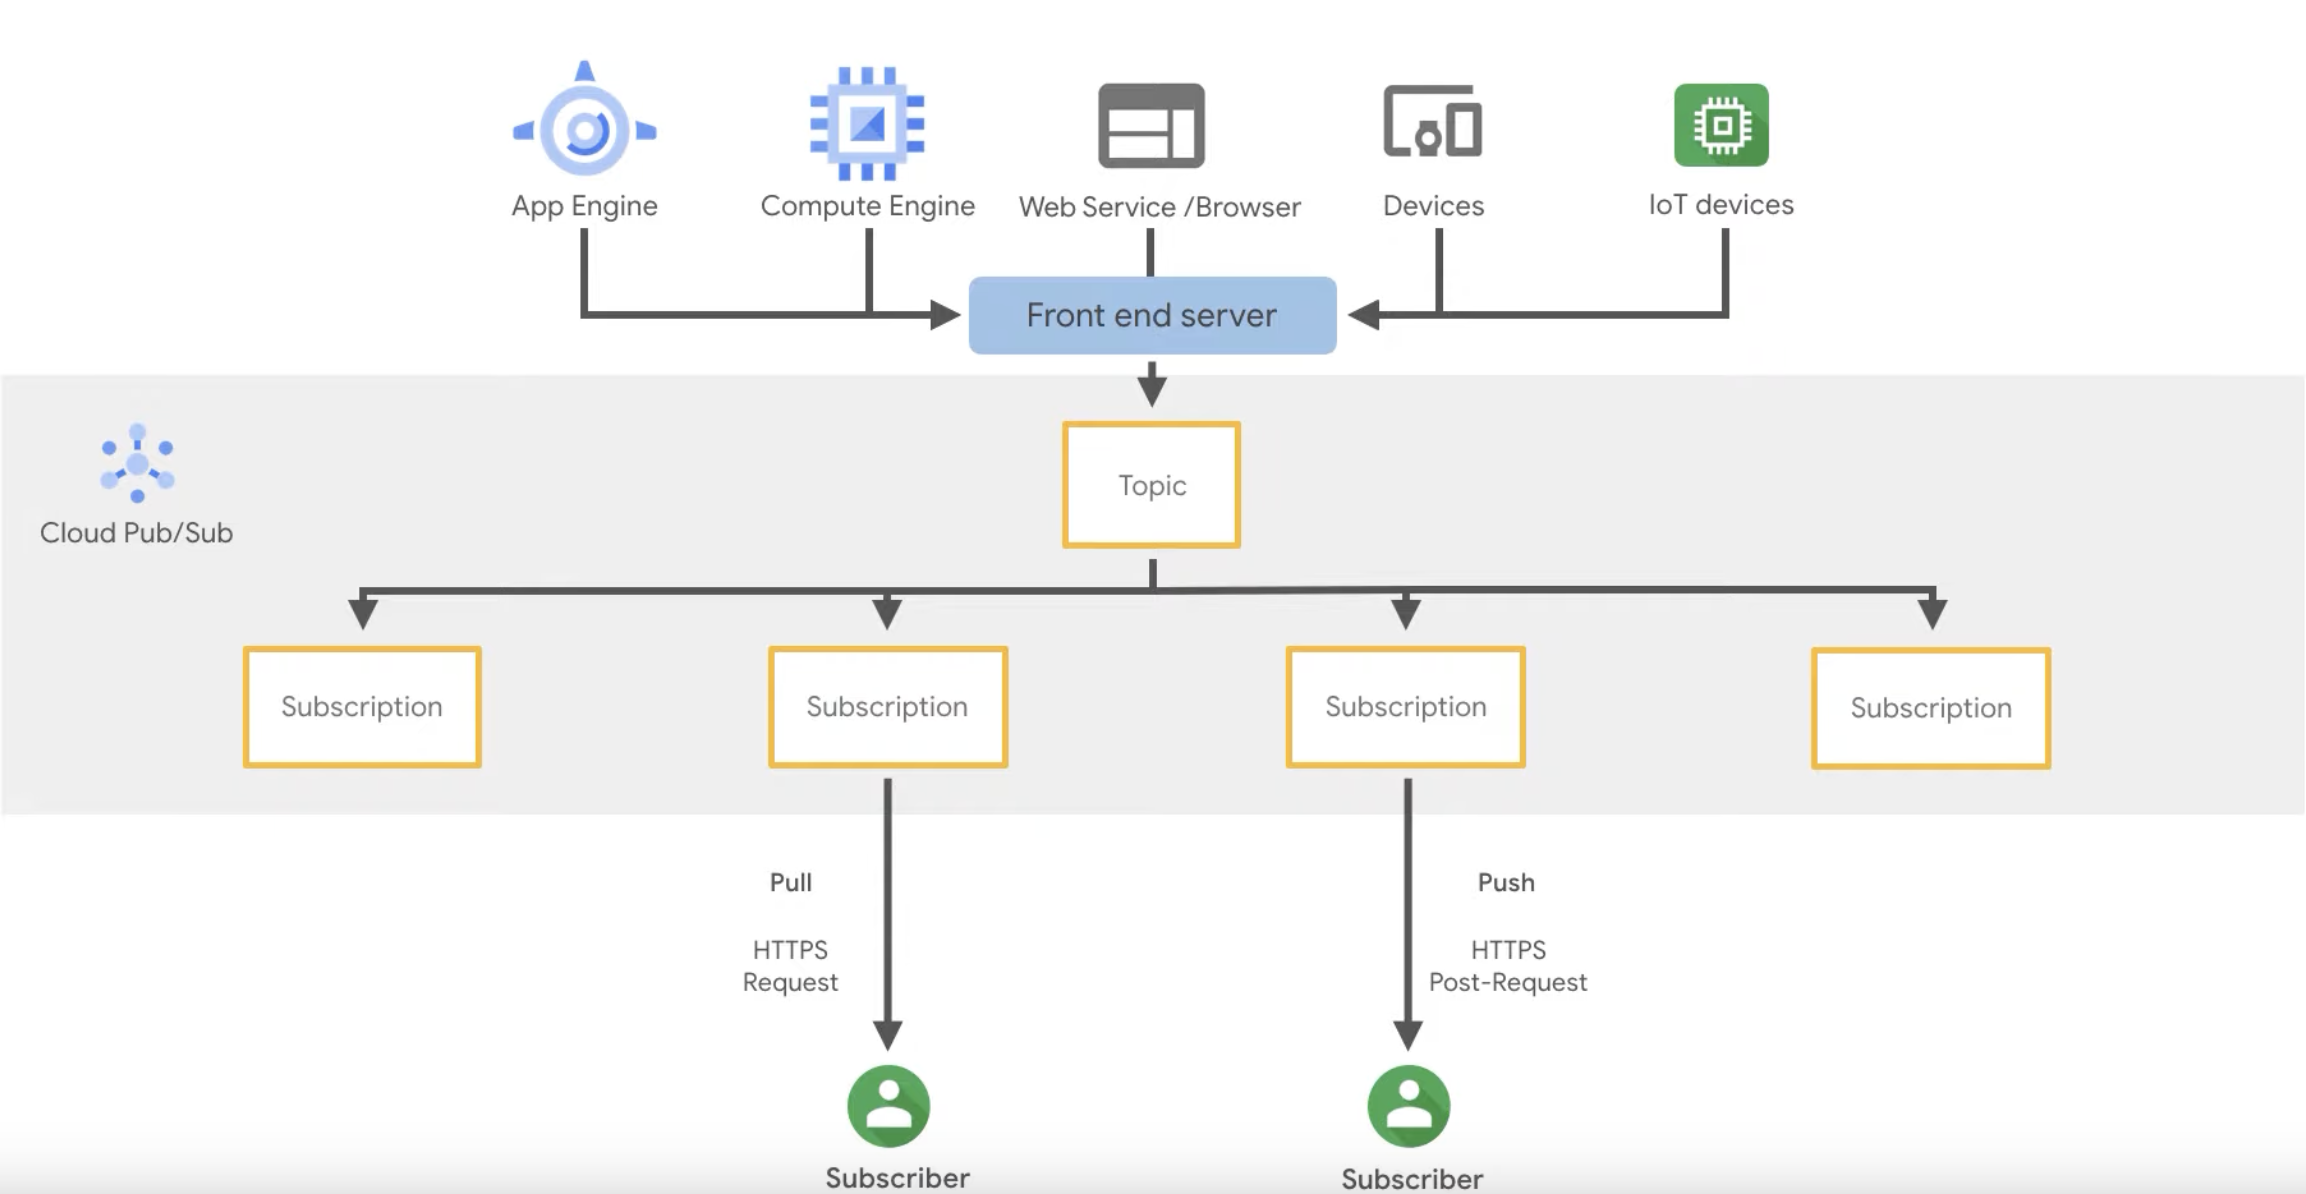 App Engine
Compute Engine
Web Service /Browser
Devices
IoT devices
Front end server
Cloud Pub/Sub
Topic
Subscription
Subscription
Subscription
Subscription
Pull
HTTPS
Request
Push
HTTPS
Post-Request
Subscriber
Subscriber